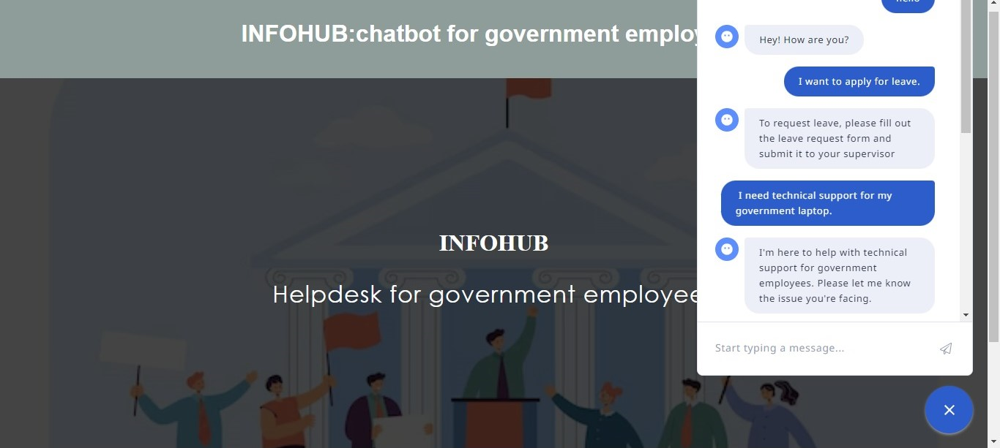 INFOHUB:chatbot for government employ
INFOHUB
Helpdesk for government employee
hello
Hey! How are you?
I want to apply for leave.
To request leave, please fill out
the leave request form and
submit it to your supervisor
I need technical support for my
government laptop.
I'm here to help with technical
support for government
employees. Please let me know
the issue you're facing.
Start typing a message...